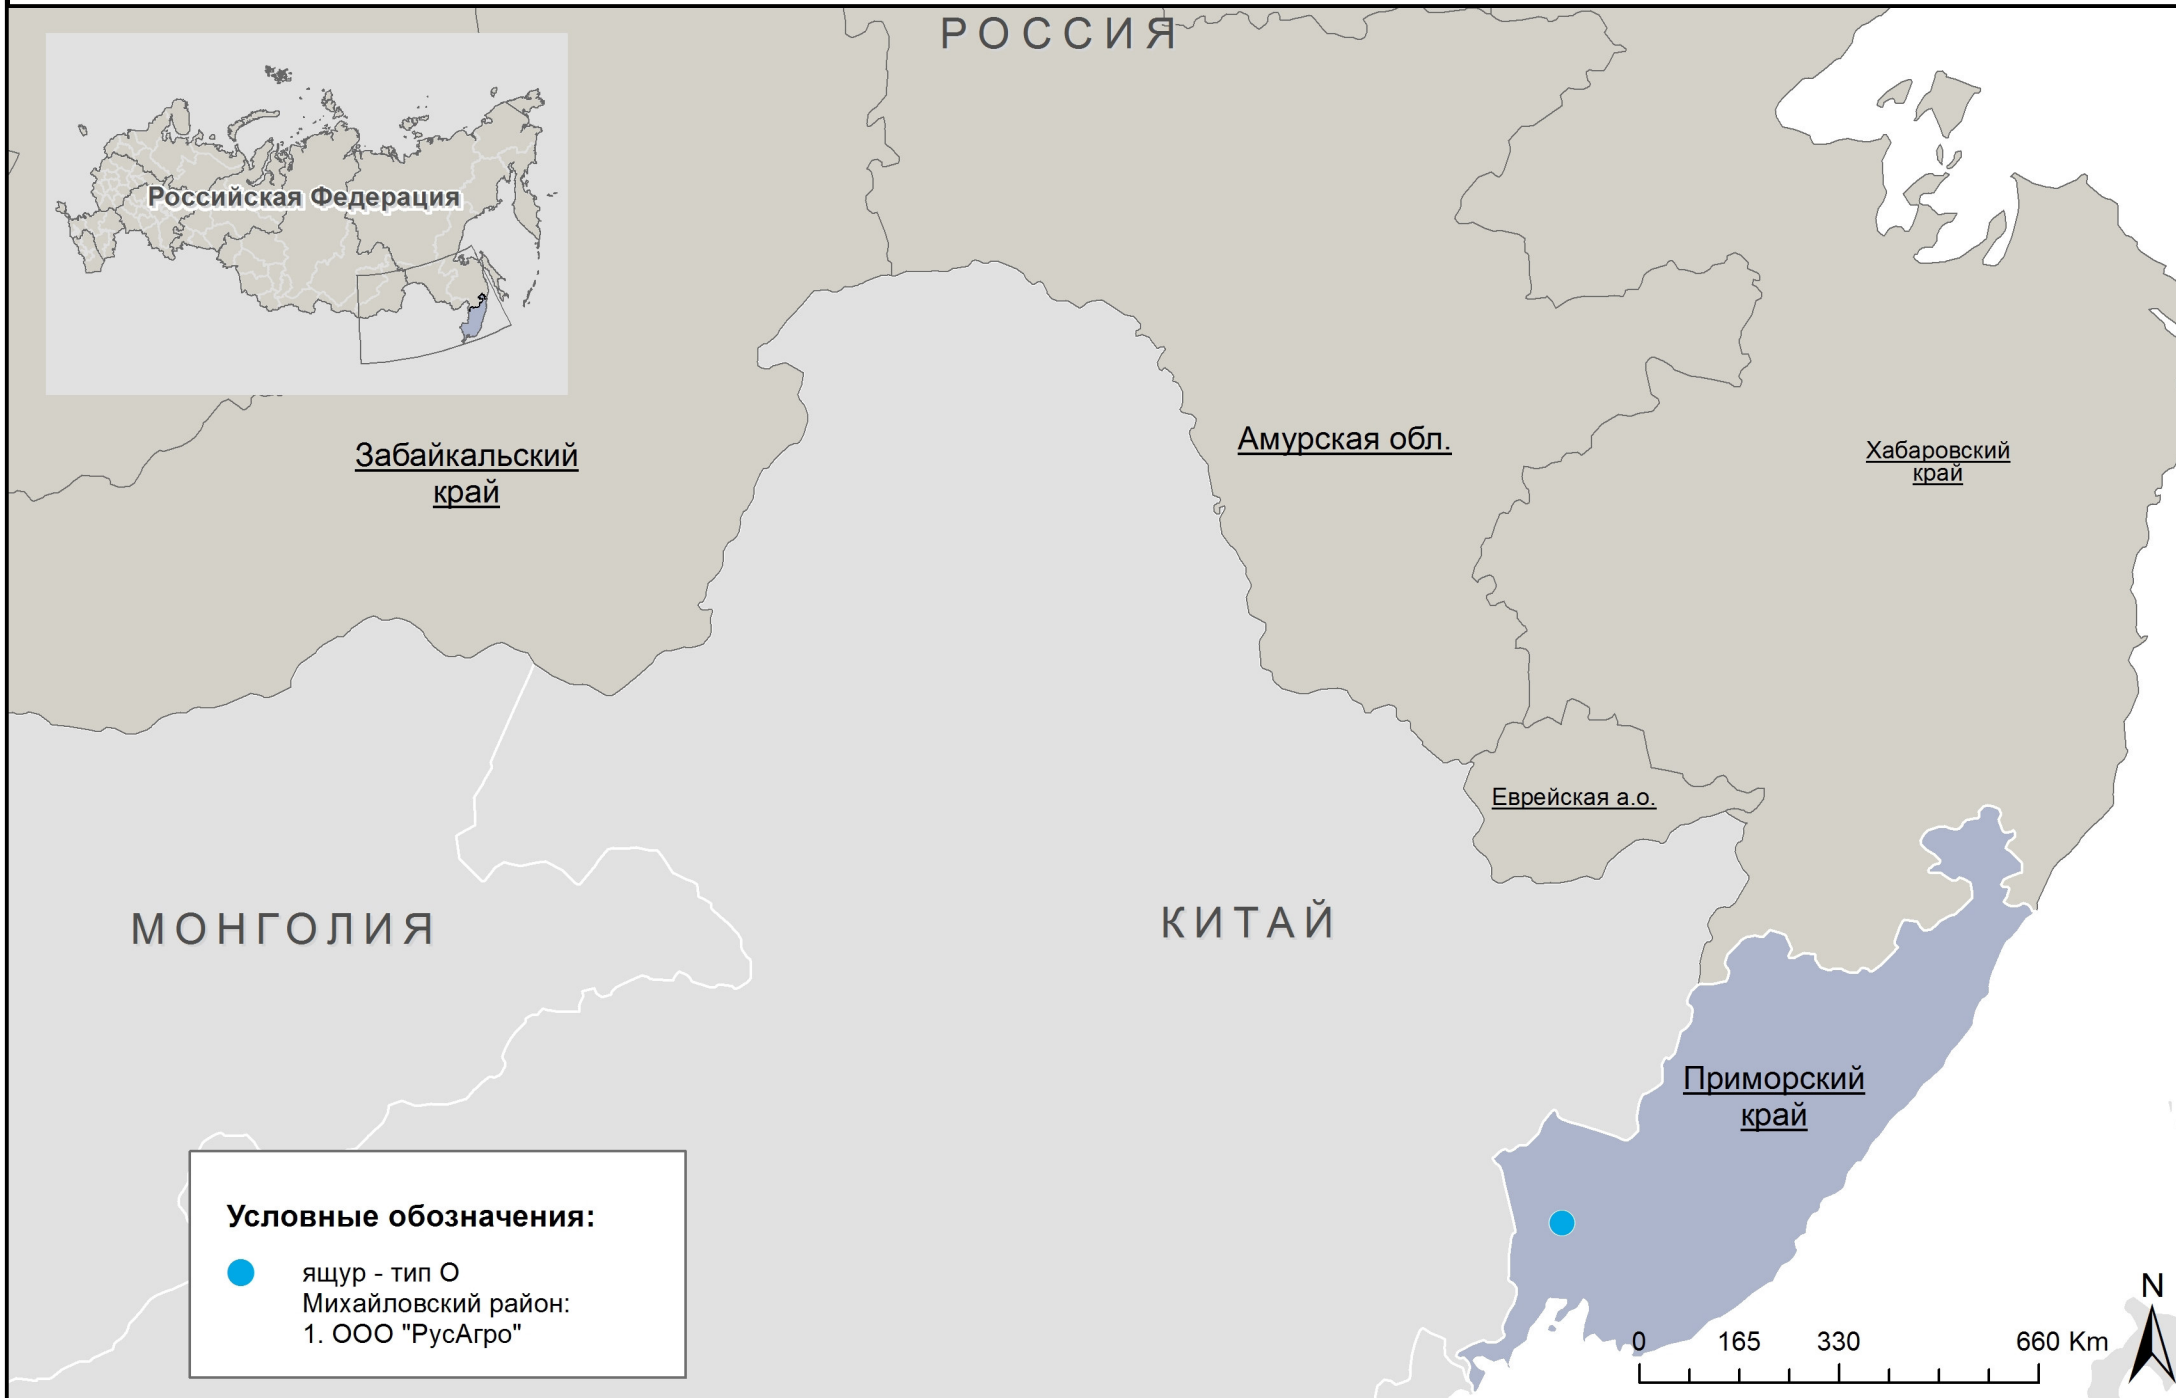 РОССИЯ
Российская Федерация
Забайкальский
край
Амурская обл.
Хабаровский
край
Еврейская а.о.
МОНГОЛИЯ
КИТАЙ
Приморский
край
Условные обозначения:
ящур - тип О
Михайловский район:
1. ООО "РусАгро"
N
0 165 330 660 Km